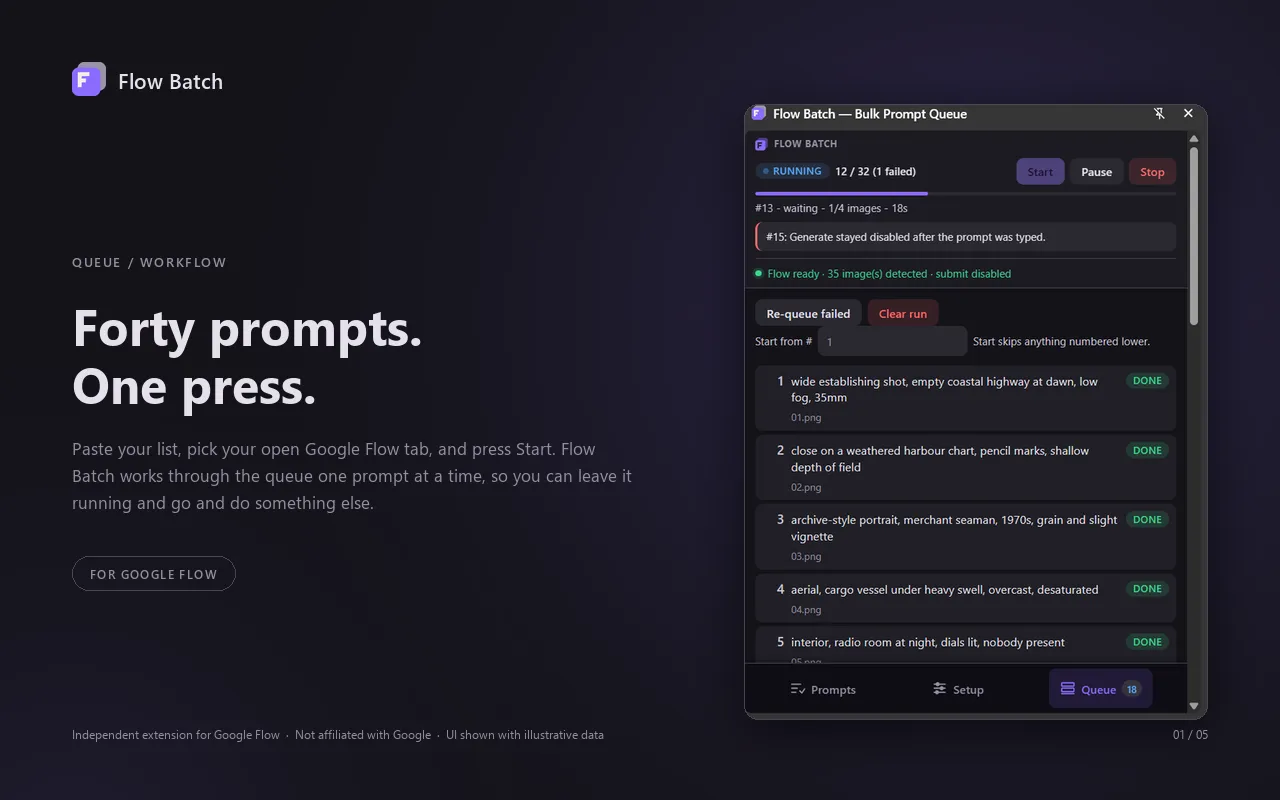 Flow Batch
QUEUE / WORKFLOW
Forty prompts.
One press.
Paste your list, pick your open Google Flow tab, and press Start. Flow
Batch works through the queue one prompt at a time, so you can leave it
running and go and do something else.
FOR GOOGLE FLOW
Independent extension for Google Flow · Not affiliated with Google · UI shown with illustrative data
Flow Batch — Bulk Prompt Queue
FLOW BATCH
RUNNING 12 / 32 (1 failed) Start Pause Stop
#13 - waiting - 1/4 images - 18s
#15: Generate stayed disabled after the prompt was typed.
Flow ready · 35 image(s) detected · submit disabled
Re-queue failed Clear run
Start from # 1 Start skips anything numbered lower.
1 wide establishing shot, empty coastal highway at dawn, low DONE
fog, 35mm
01.png
2 close on a weathered harbour chart, pencil marks, shallow DONE
depth of field
02.png
3 archive-style portrait, merchant seaman, 1970s, grain and slight DONE
vignette
03.png
4 aerial, cargo vessel under heavy swell, overcast, desaturated DONE
04.png
5 interior, radio room at night, dials lit, nobody present DONE
05.png
Prompts Setup Queue 18
01 / 05